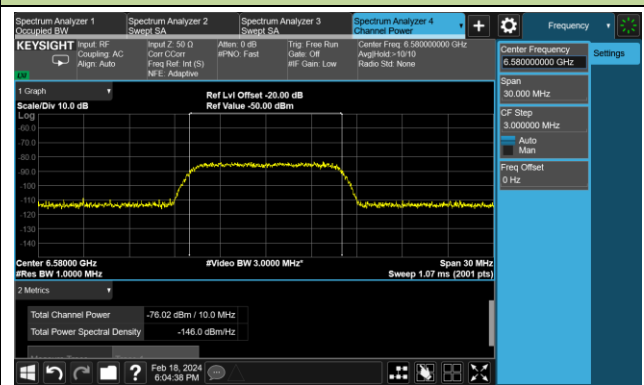 Spectrum Analyzer 1
Occupied BW
Spectrum Analyzer 2
Swept SA
Spectrum Analyzer 3
Swept SA
Spectrum Analyzer 4
Channel Power
Frequency
KEYSIGHT
Input: RF
Coupling: AC
Align: Auto
Input Z: 50 Ω
Corr CCorr
Freq Ref: Int (S)
NFE: Adaptive
Atten: 0 dB
#PNO: Fast
Trig: Free Run
Gate: Off
#IF Gain: Low
Center Freq: 6.580000000 GHz
Avg|Hold:>10/10
Radio Std: None
Center Frequency
6.580000000 GHz
Settings
Span
30.000 MHz
CF Step
3.000000 MHz
Auto
Man
Freq Offset
0 Hz
1 Graph
Scale/Div 10.0 dB
Ref Lvl Offset -20.00 dB
Ref Value -50.00 dBm
Log
-60.0
-70.0
-80.0
-90.0
-100
-110
-120
-130
-140
Center 6.58000 GHz
#Video BW 3.0000 MHz*
Span 30 MHz
#Res BW 1.0000 MHz
Sweep 1.07 ms (2001 pts)
2 Metrics
Total Channel Power -76.02 dBm / 10.0 MHz
Total Power Spectral Density -146.0 dBm/Hz
Feb 18, 2024
6:04:38 PM